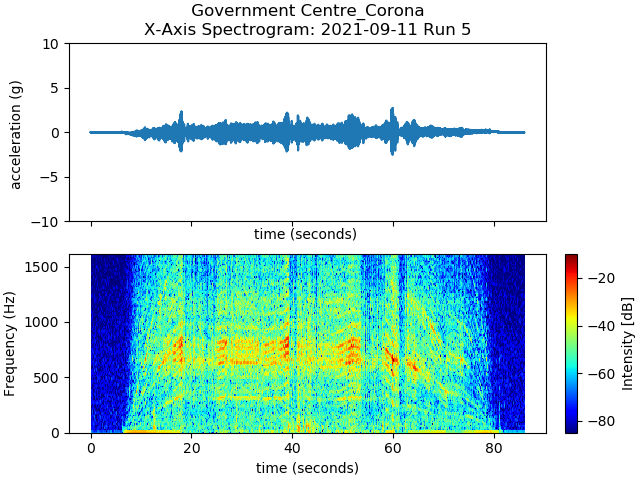 Government Centre_Corona
X-Axis Spectrogram: 2021-09-11 Run 5
10
5
0
−5
−10
acceleration (g)
time (seconds)
1500
1000
500
0
Frequency (Hz)
0
20
40
60
80
time (seconds)
−20
−40
−60
−80
Intensity [dB]